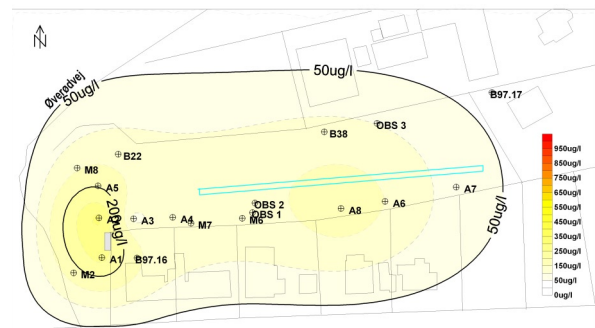 N
Øverødvej
50ug/l
50ug/l
B97.17
OBS 3
B38
B22
M8
A5
A7
200ug/l
A3
A4
M7
M6
OBS 2
OBS 1
A8
A6
50ug/l
A1
B97.16
M2
950ug/l
850ug/l
750ug/l
650ug/l
550ug/l
450ug/l
350ug/l
250ug/l
150ug/l
50ug/l
0ug/l